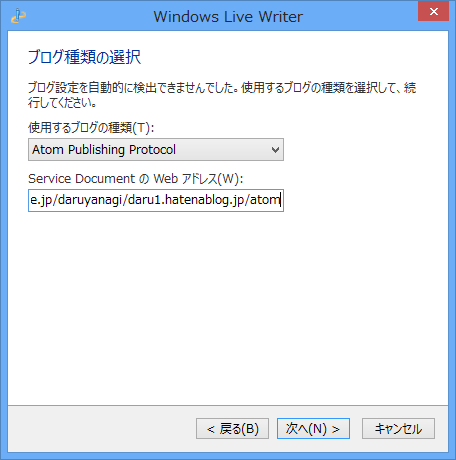 Windows Live Writer
ブログ種類の選択
ブログ設定を自動的に検出できませんでした。使用するブログの種類を選択して、続
行してください。
使用するブログの種類(T):
Atom Publishing Protocol
Service Document の Web アドレス(W):
e.jp/daruyanagi/daru1.hatenablog.jp/atom
< 戻る(B)
次へ(N) >
キャンセル